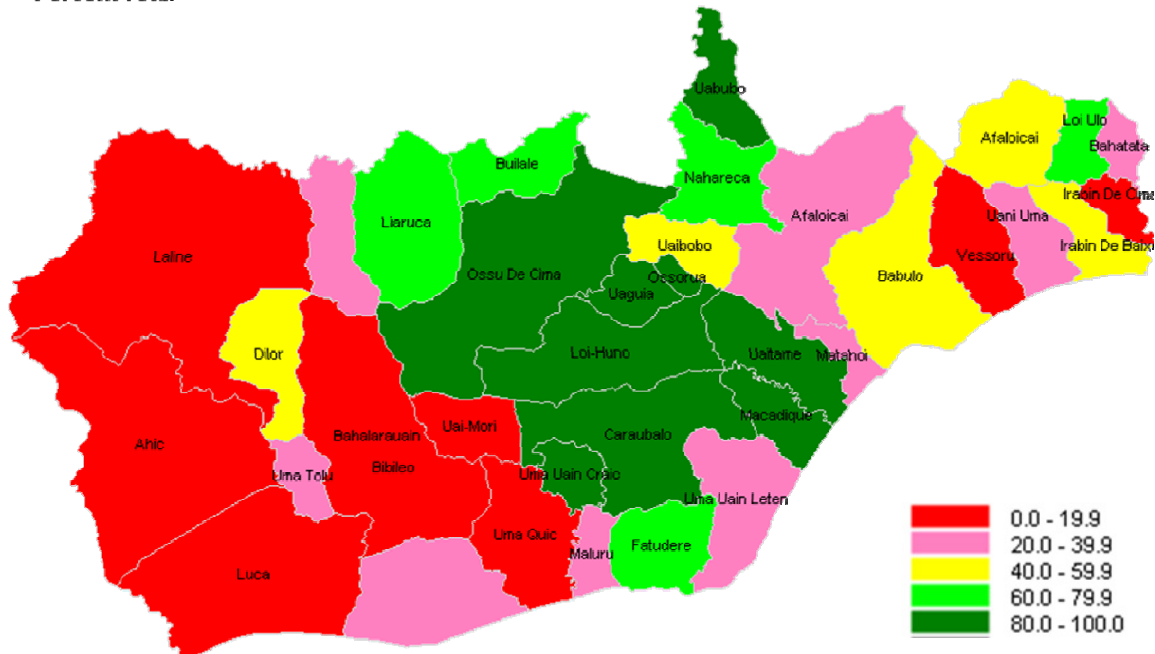 Uabubo
Afaloicai
Loi Ulo
Bahatata
Builale
Nahareca
Irabin De Cima
Liaruca
Afaloicai
Uani Uma
Laline
Uaibobo
Irabin De Baixo
Vessoru
Ossu De Cima
Ossorua
Babulo
Uaguia
Dilor
Loi-Huno
Uaitame
Matahoi
Macadique
Ahic
Bahalarauain
Uai-Mori
Caraubalo
Bibileo
Uma Tolu
Uma Uain Craic
Uma Uain Leten
Uma Quic
Maluru
Fatudere
Luca
0.0 - 19.9
20.0 - 39.9
40.0 - 59.9
60.0 - 79.9
80.0 - 100.0